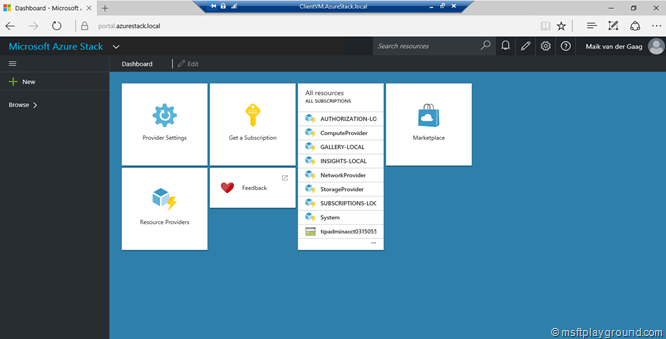 ClientVM.AzureStack.local
Dashboard - Microsoft A
portal.azurestack.local
Microsoft Azure Stack
Search resources
Maik van der Gaag
Dashboard
Edit
New
Browse
Provider Settings
Get a Subscription
All resources
ALL SUBSCRIPTIONS
AUTHORIZATION-LO
ComputeProvider
GALLERY-LOCAL
INSIGHTS-LOCAL
NetworkProvider
StorageProvider
SUBSCRIPTIONS-LOC
System
tipadminacct0315055
Marketplace
Resource Providers
Feedback
© msftplayground.com